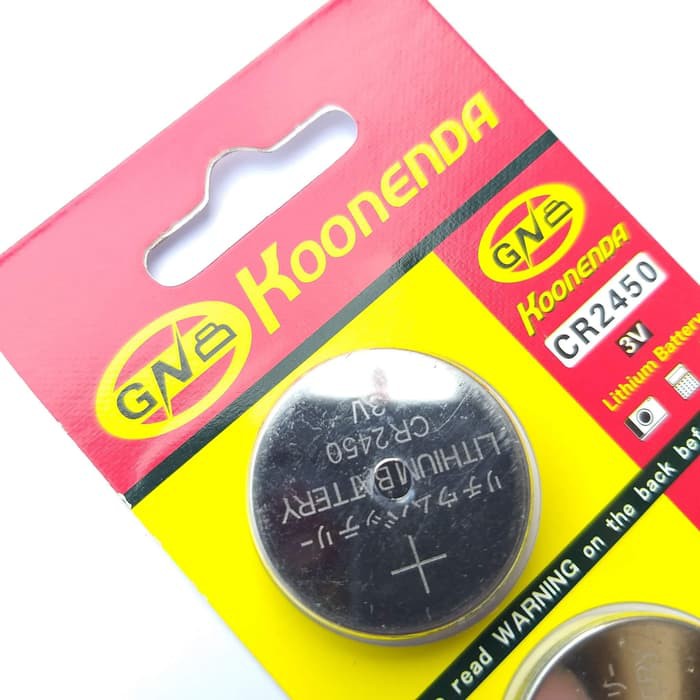 GNB KOONENDA
GNB
KOONENDA
CR2450
3V
Lithium Battery
+
リチウムバッテリー
LITHIUM BATTERY
CR2450
3V
read WARNING on the back bef